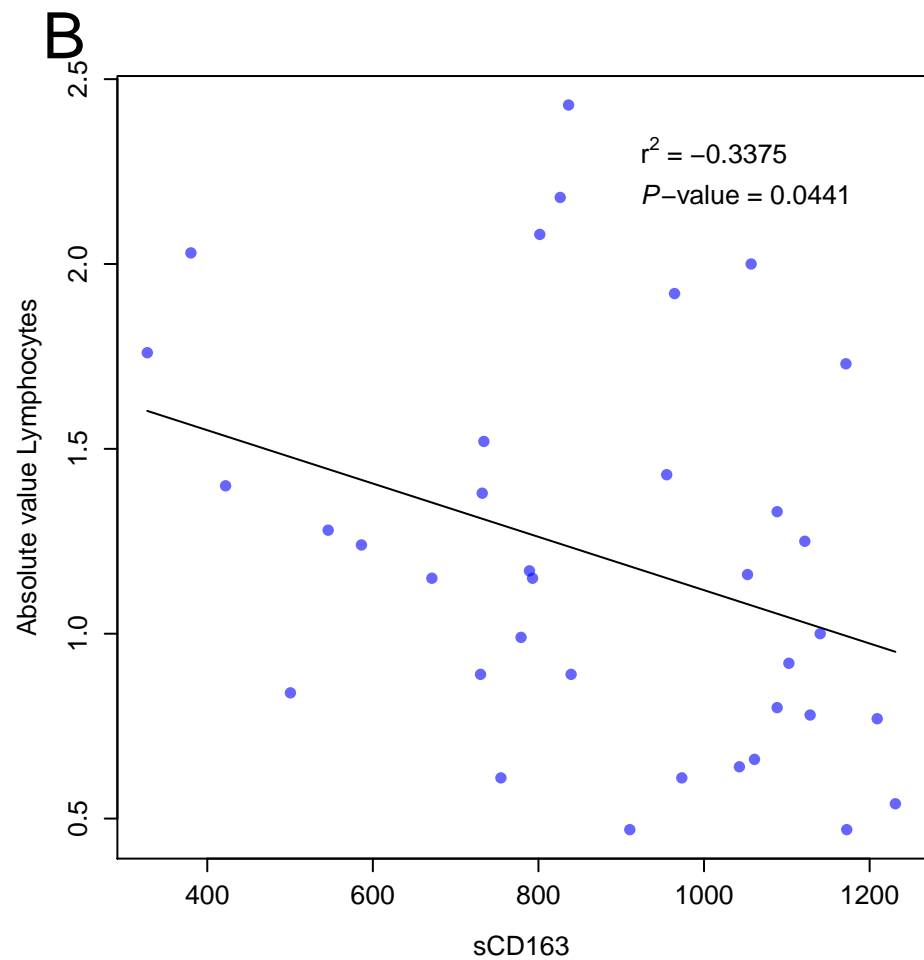 B
r² = −0.3375
P−value = 0.0441
2.5
2.0
1.5
1.0
0.5
Absolute value Lymphocytes
400 600 800 1000 1200
sCD163